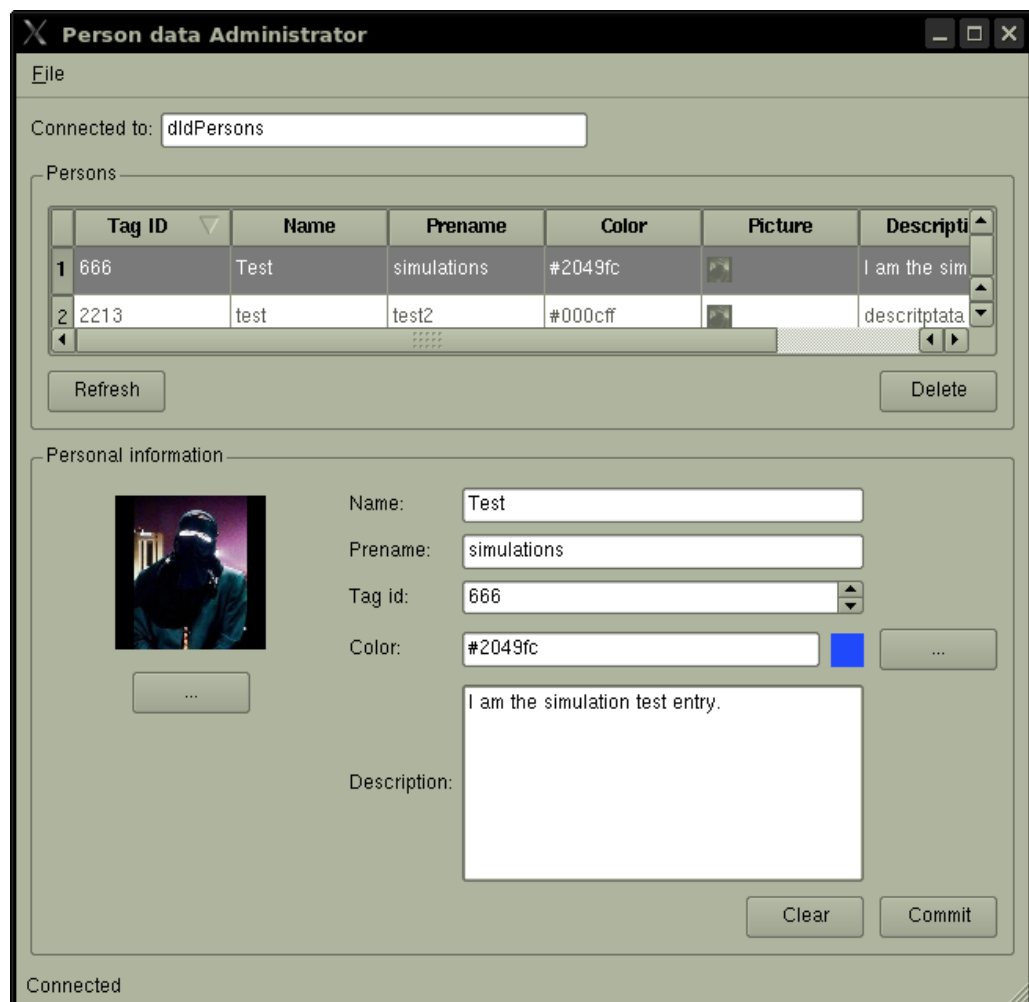 Person data Administrator
File
Connected to: dldPersons
Persons
Tag ID Name Prename Color Picture Descripti
1 666 Test simulations #2049fc I am the sim
2 2213 test test2 #000cff descritptata
Refresh Delete
Personal information
Name: Test
Prename: simulations
Tag id: 666
Color: #2049fc ...
...
I am the simulation test entry.
Description:
Clear Commit
Connected